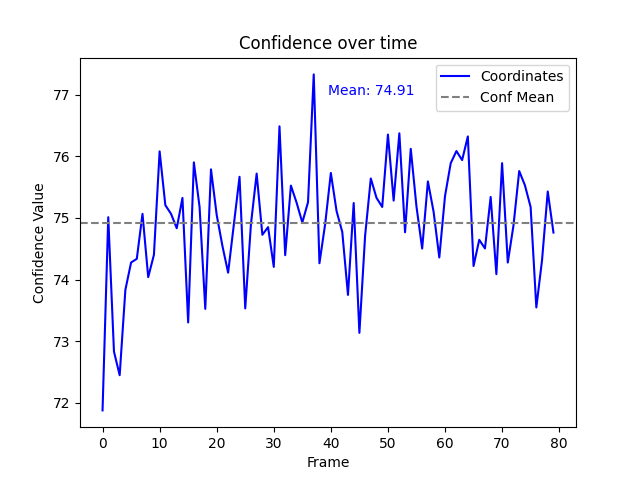 Confidence over time
Mean: 74.91
Coordinates
Conf Mean
Confidence Value
77
76
75
74
73
72
0 10 20 30 40 50 60 70 80
Frame